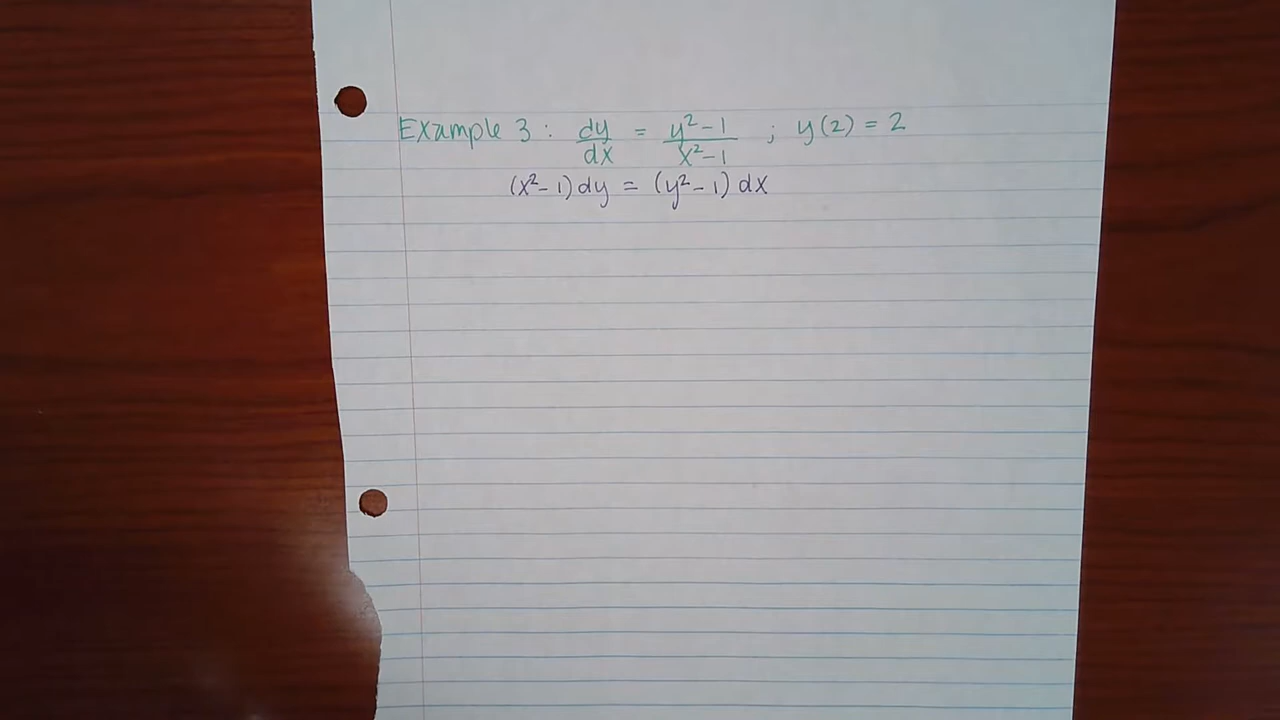 Example 3 : dy/dx = y²-1/x²-1 ; y(2) = 2
(x²-1)dy = (y²-1)dx